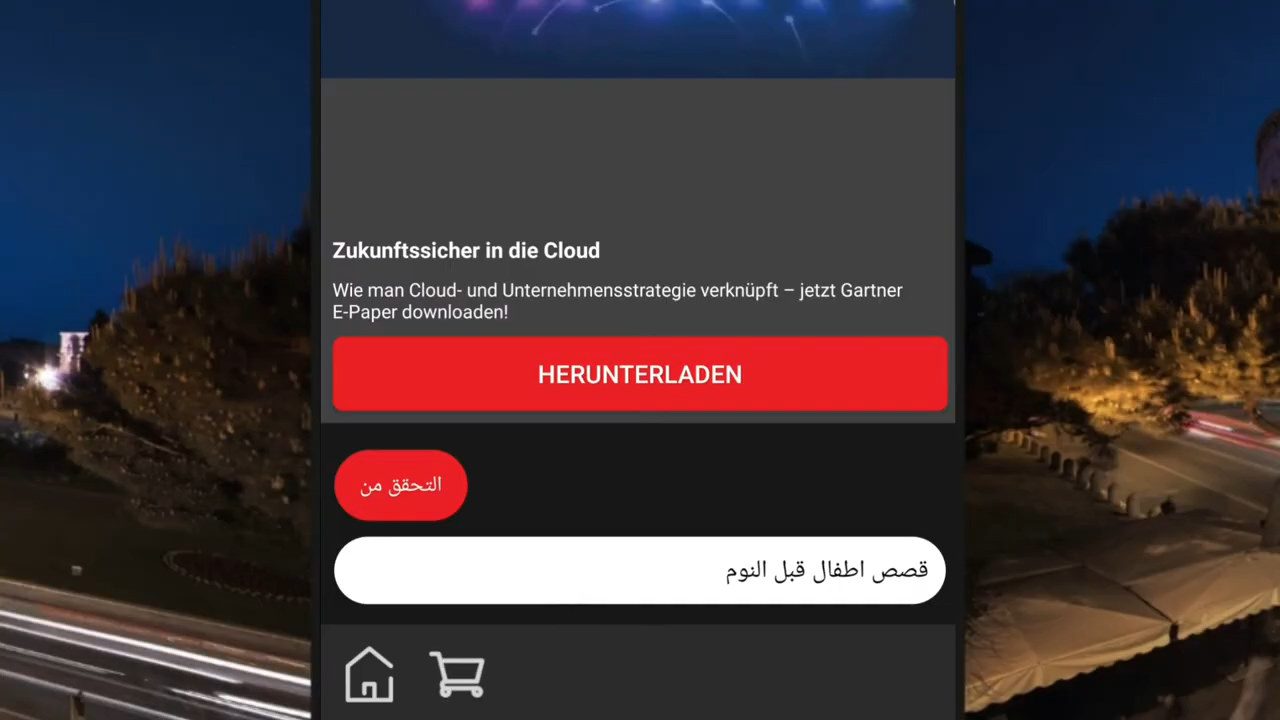 Zukunftssicher in die Cloud
Wie man Cloud- und Unternehmensstrategie verknüpft – jetzt Gartner
E-Paper downloaden!
HERUNTERLADEN
التحقق من
قصص اطفال قبل النوم